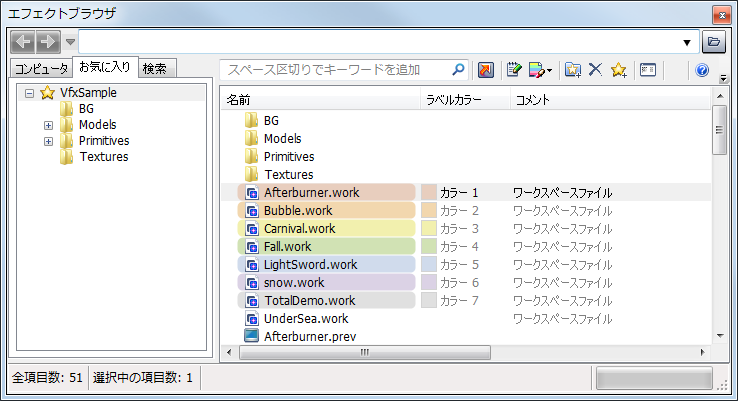 エフェクトブラウザ
コンピュータ お気に入り 検索
スペース区切りでキーワードを追加
VfxSample
BG
Models
Primitives
Textures
名前 ラベルカラー コメント
BG
Models
Primitives
Textures
Afterburner.work カラー 1 ワークスペースファイル
Bubble.work カラー 2 ワークスペースファイル
Carnival.work カラー 3 ワークスペースファイル
Fall.work カラー 4 ワークスペースファイル
LightSword.work カラー 5 ワークスペースファイル
snow.work カラー 6 ワークスペースファイル
TotalDemo.work カラー 7 ワークスペースファイル
UnderSea.work ワークスペースファイル
Afterburner.prev
全項目数: 51 選択中の項目数: 1